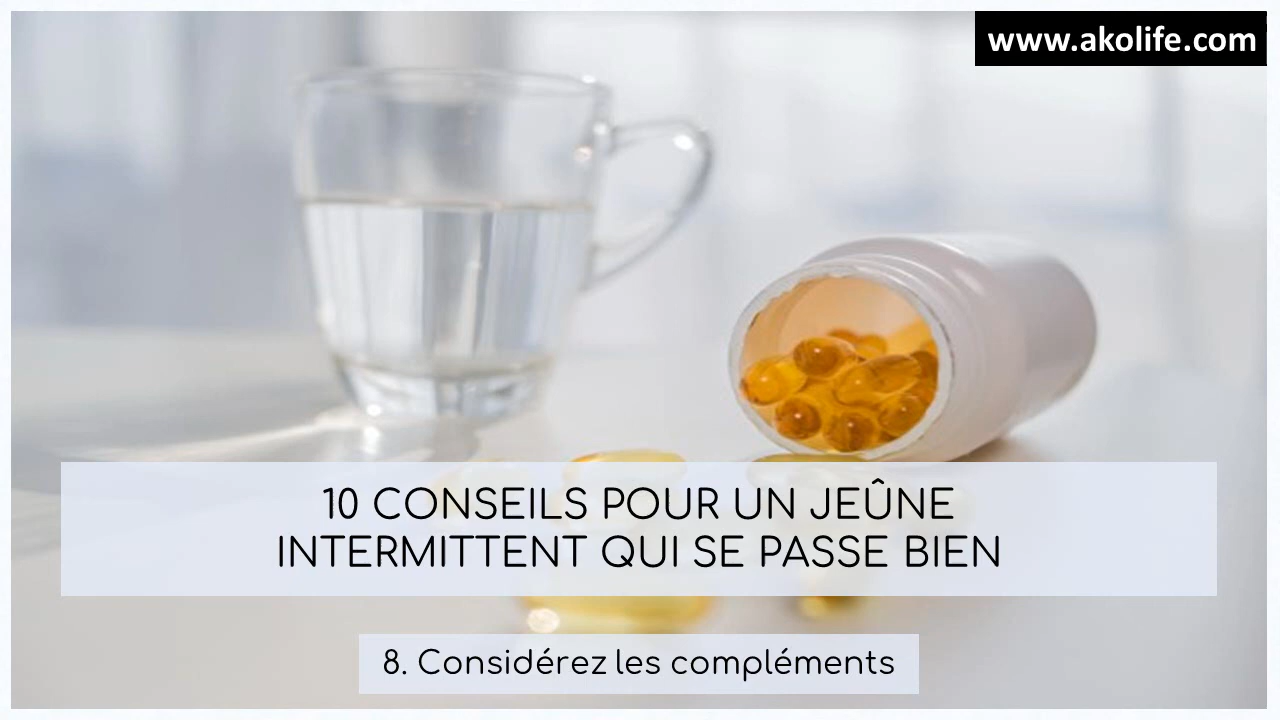 www.akolife.com
10 CONSEILS POUR UN JEÛNE
INTERMITTENT QUI SE PASSE BIEN
8. Considérez les compléments